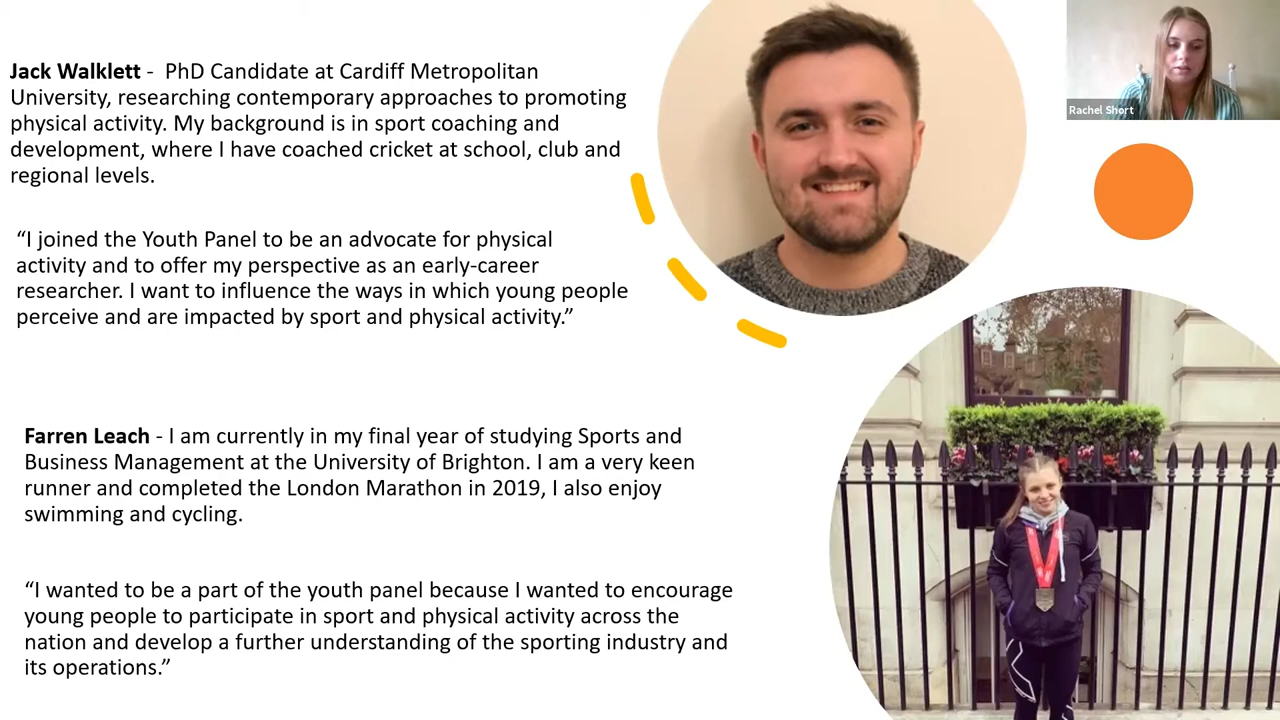 Jack Walklett -  PhD Candidate at Cardiff Metropolitan
University, researching contemporary approaches to promoting
physical activity. My background is in sport coaching and
development, where I have coached cricket at school, club and
regional levels.
“I joined the Youth Panel to be an advocate for physical
activity and to offer my perspective as an early-career
researcher. I want to influence the ways in which young people
perceive and are impacted by sport and physical activity.”
Farren Leach - I am currently in my final year of studying Sports and
Business Management at the University of Brighton. I am a very keen
runner and completed the London Marathon in 2019, I also enjoy
swimming and cycling.
“I wanted to be a part of the youth panel because I wanted to encourage
young people to participate in sport and physical activity across the
nation and develop a further understanding of the sporting industry and
its operations.”
Rachel Short